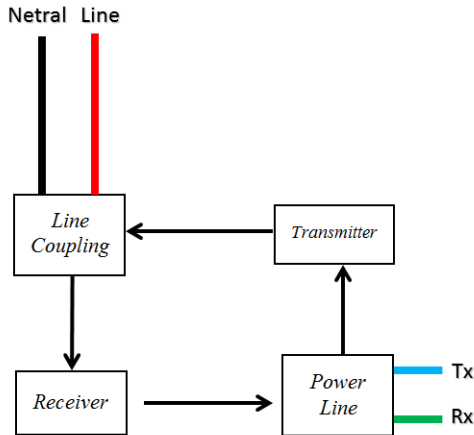 Netral Line
Line
Coupling
Transmitter
Receiver
Power
Line
Tx
Rx